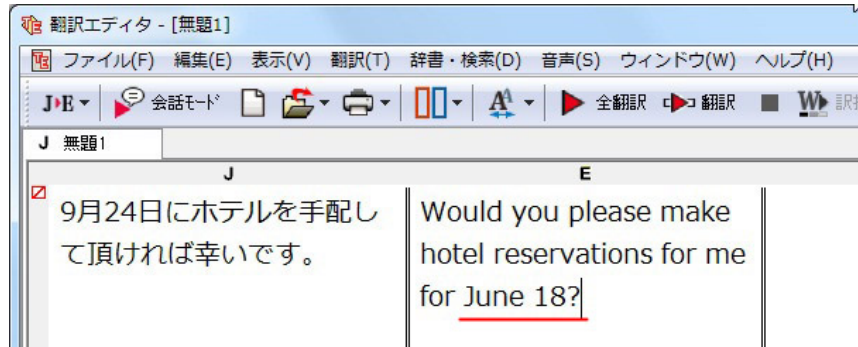 翻訳エディタ - [無題1]
ファイル(F) 編集(E) 表示(V) 翻訳(T) 辞書・検索(D) 音声(S) ウィンドウ(W) ヘルプ(H)
J▸E 会話モード 全翻訳 翻訳
J 無題1
J E
9月24日にホテルを手配し
て頂ければ幸いです。
Would you please make
hotel reservations for me
for June 18?